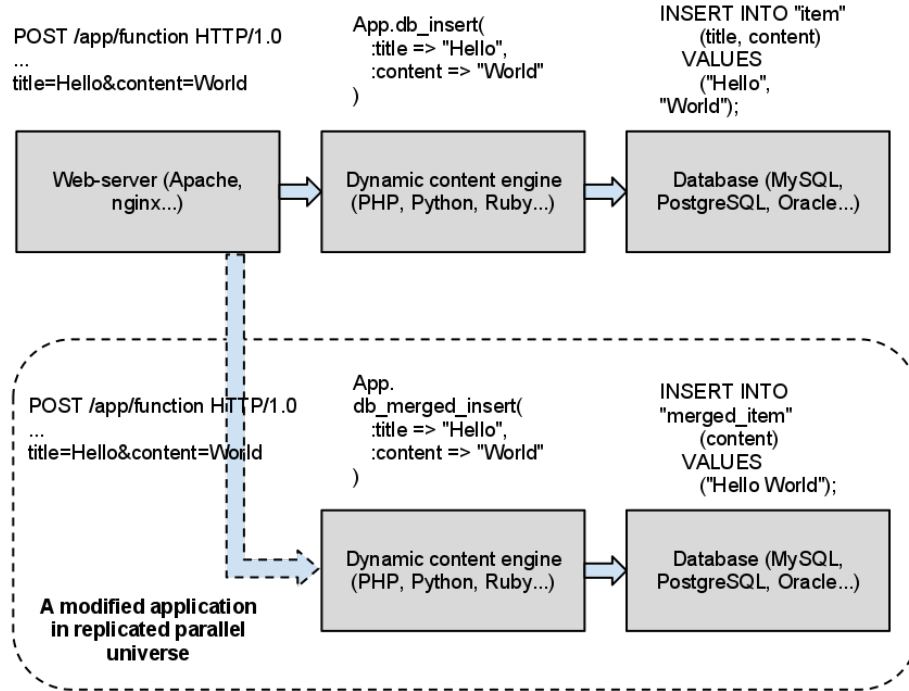 POST /app/function HTTP/1.0
...
title=Hello&content=World
App.db_insert(
:title => "Hello",
:content => "World"
)
INSERT INTO "item"
(title, content)
VALUES
("Hello",
"World");
Web-server (Apache,
nginx...)
Dynamic content engine
(PHP, Python, Ruby...)
Database (MySQL,
PostgreSQL, Oracle...)
POST /app/function HTTP/1.0
...
title=Hello&content=World
App.
db_merged_insert(
:title => "Hello",
:content => "World"
)
INSERT INTO
"merged_item"
(content)
VALUES
("Hello World");
Dynamic content engine
(PHP, Python, Ruby...)
Database (MySQL,
PostgreSQL, Oracle...)
A modified application
in replicated parallel
universe